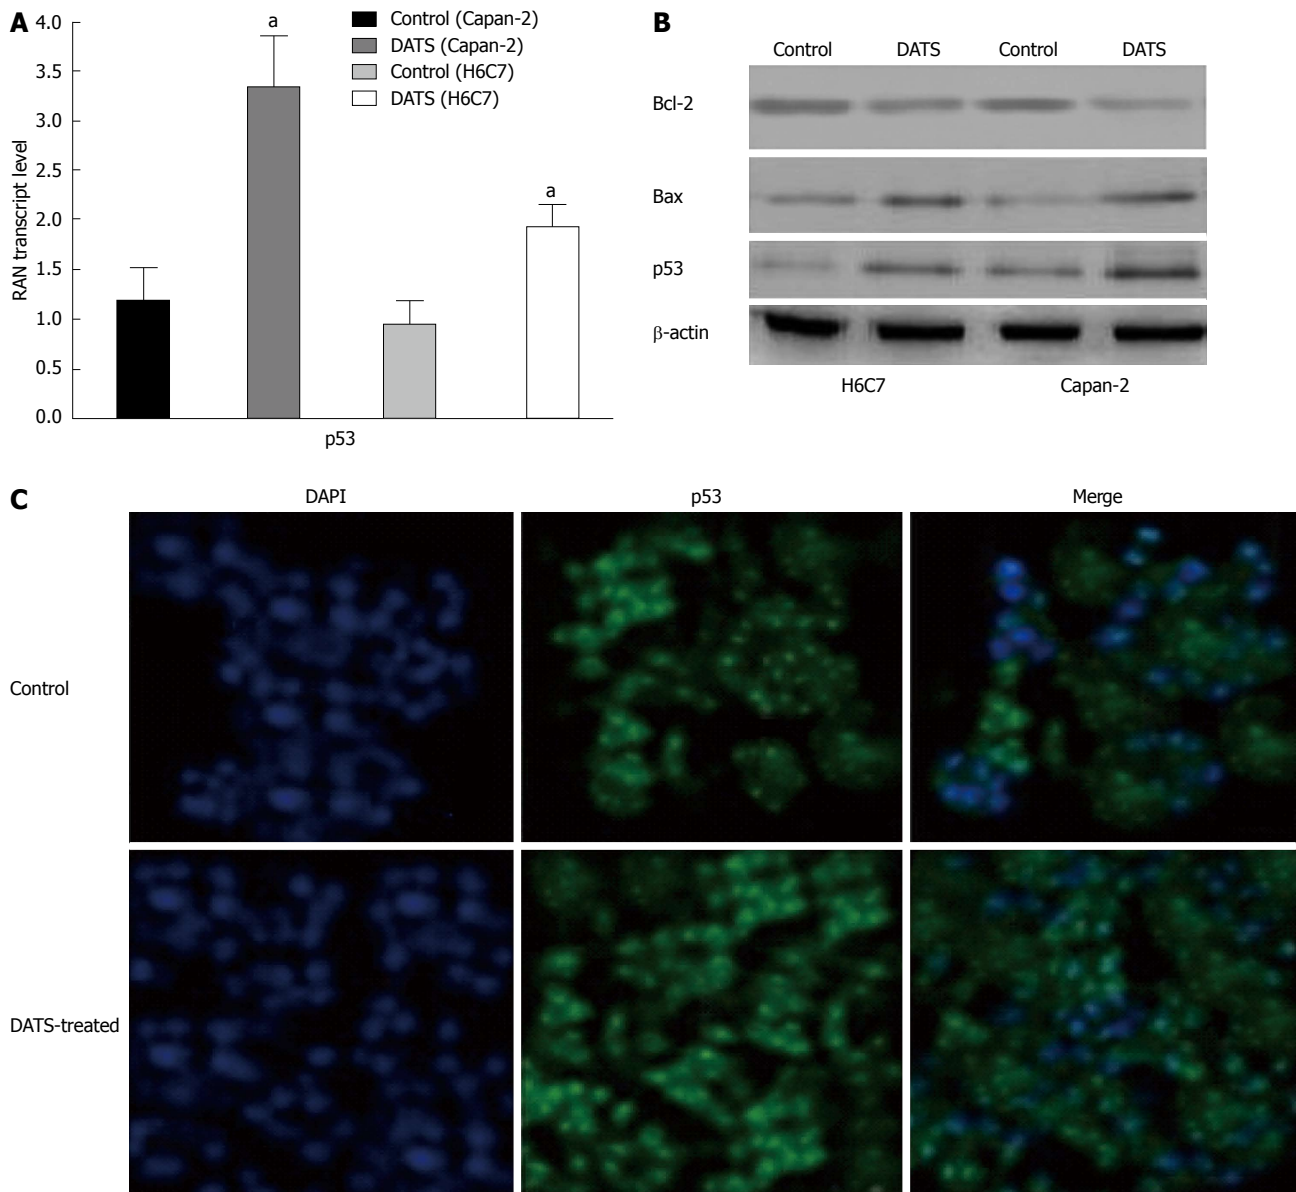 A
4.0
3.5
3.0
2.5
2.0
1.5
1.0
0.5
0.0
RAN transcript level
a
a
p53
Control (Capan-2)
DATS (Capan-2)
Control (H6C7)
DATS (H6C7)
B
Control DATS Control DATS
Bcl-2
Bax
p53
β-actin
H6C7 Capan-2
C
DAPI p53 Merge
Control
DATS-treated